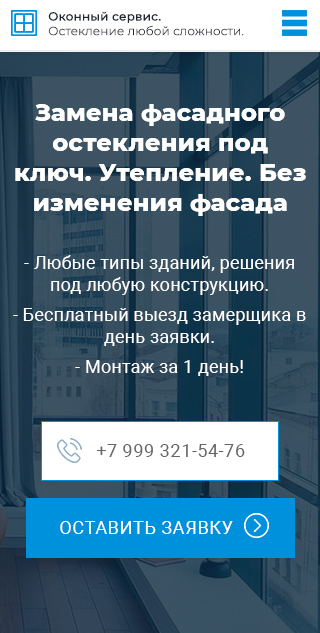 Оконный сервис.
Остекление любой сложности.
Замена фасадного
остекления под
ключ. Утепление. Без
изменения фасада
- Любые типы зданий, решения
под любую конструкцию.
- Бесплатный выезд замерщика в
день заявки.
- Монтаж за 1 день!
+7 999 321-54-76
ОСТАВИТЬ ЗАЯВКУ